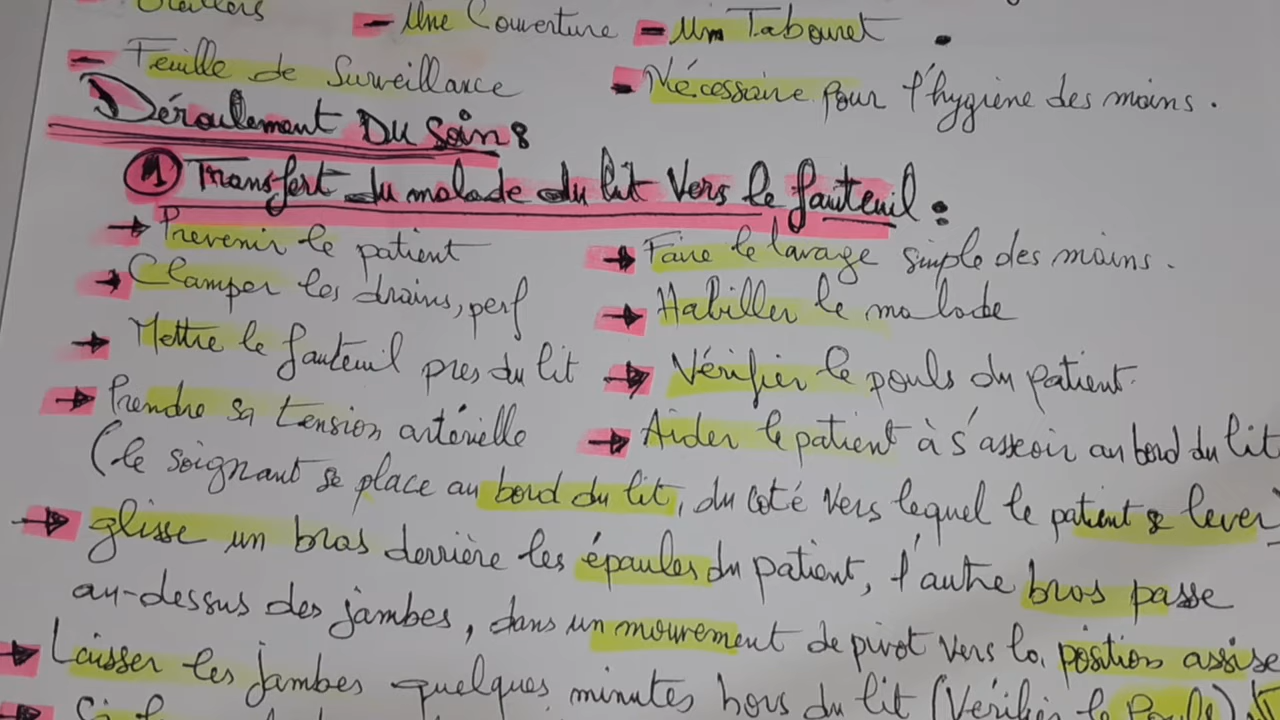 Oreillers - Une Couverture - Un Tabouret .
- Feuille de Surveillance - Nécessaire pour l'hygiène des mains .
Déroulement Du Soin :
① Transfert du malade du lit vers le fauteuil :
→ Prevenir le patient → Faire le lavage simple des mains .
→ Clamper les drains, perf → Habiller le malade
→ Mettre le fauteuil pres du lit → Vérifier le pouls du patient .
→ Prendre sa tension artérielle → Aider le patient à s'asseoir au bord du lit
(le soignant se place au bord du lit, du coté vers lequel le patient se lever)
→ glisse un bras derrière les épaules du patient, l'autre bras passe
au-dessus des jambes, dans un mouvement de pivot vers la position assise
→ Laisser les jambes quelques minutes hors du lit (Vérifier le Pouls)